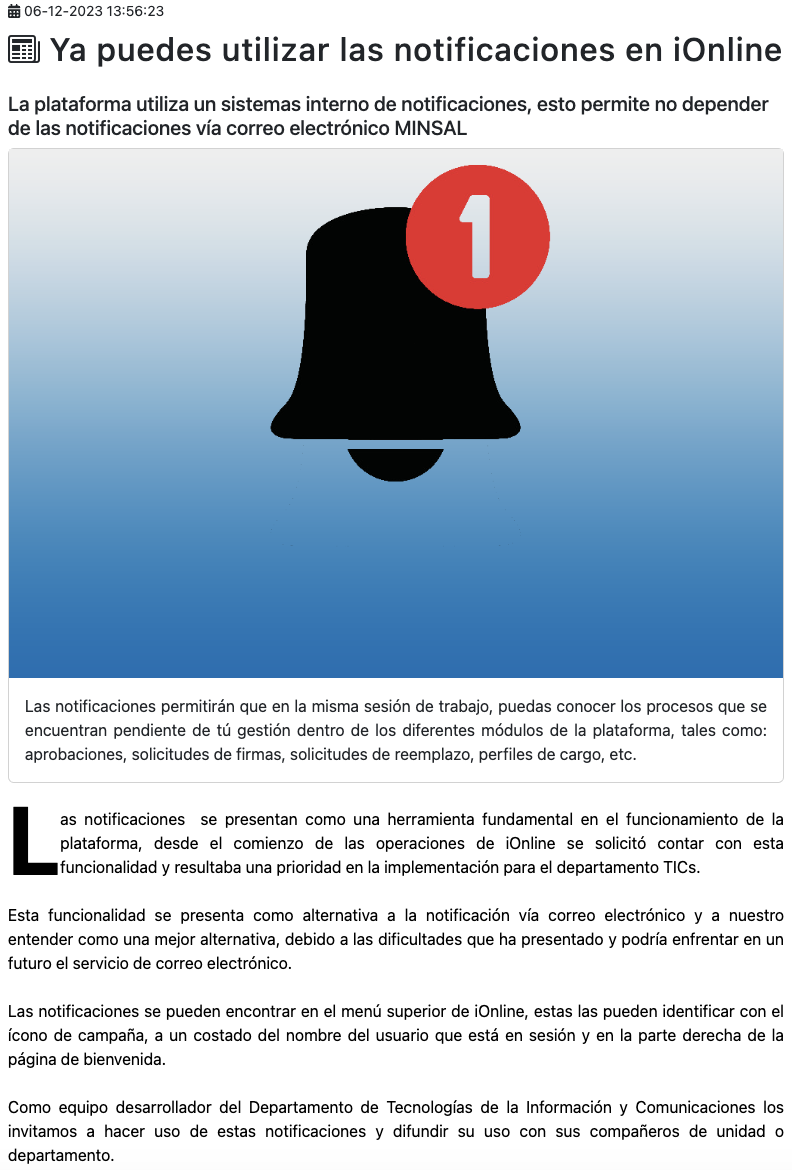 06-12-2023 13:56:23
Ya puedes utilizar las notificaciones en iOnline
La plataforma utiliza un sistemas interno de notificaciones, esto permite no depender
de las notificaciones vía correo electrónico MINSAL
1
Las notificaciones permitirán que en la misma sesión de trabajo, puedas conocer los procesos que se
encuentran pendiente de tú gestión dentro de los diferentes módulos de la plataforma, tales como:
aprobaciones, solicitudes de firmas, solicitudes de reemplazo, perfiles de cargo, etc.
Las notificaciones se presentan como una herramienta fundamental en el funcionamiento de la
plataforma, desde el comienzo de las operaciones de iOnline se solicitó contar con esta
funcionalidad y resultaba una prioridad en la implementación para el departamento TICs.
Esta funcionalidad se presenta como alternativa a la notificación vía correo electrónico y a nuestro
entender como una mejor alternativa, debido a las dificultades que ha presentado y podría enfrentar en un
futuro el servicio de correo electrónico.
Las notificaciones se pueden encontrar en el menú superior de iOnline, estas las pueden identificar con el
ícono de campaña, a un costado del nombre del usuario que está en sesión y en la parte derecha de la
página de bienvenida.
Como equipo desarrollador del Departamento de Tecnologías de la Información y Comunicaciones los
invitamos a hacer uso de estas notificaciones y difundir su uso con sus compañeros de unidad o
departamento.